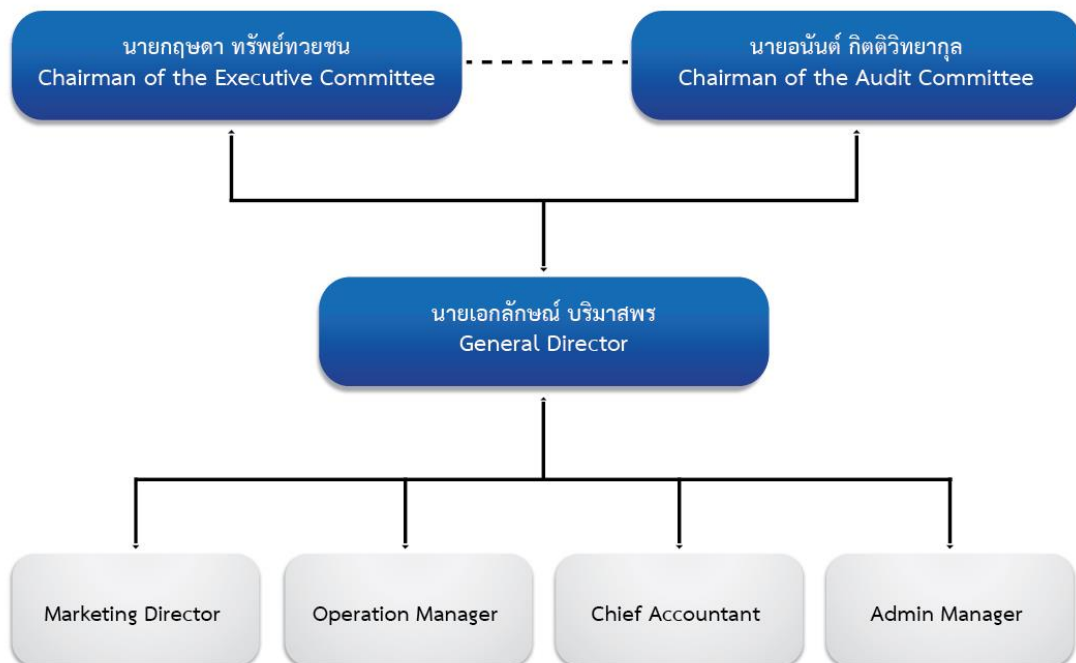 นายกฤษดา ทรัพย์ทวยชน
Chairman of the Executive Committee
นายอนันต์ กิตติวิทยากุล
Chairman of the Audit Committee
นายเอกลักษณ์ บริมาสพร
General Director
Marketing Director
Operation Manager
Chief Accountant
Admin Manager